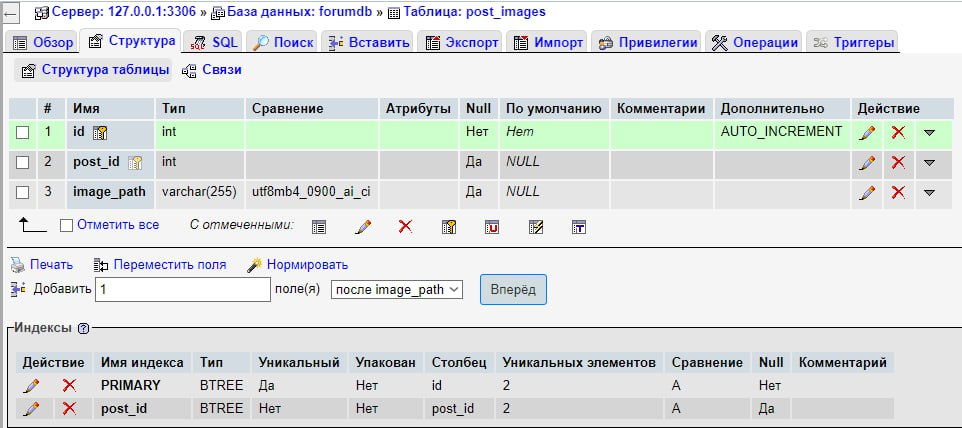 Сервер: 127.0.0.1:3306 » База данных: forumdb » Таблица: post_images
Обзор Структура SQL Поиск Вставить Экспорт Импорт Привилегии Операции Триггеры
Структура таблицы Связи
# Имя Тип Сравнение Атрибуты Null По умолчанию Комментарии Дополнительно Действие
1 id int Нет Нет AUTO_INCREMENT
2 post_id int Да NULL
3 image_path varchar(255) utf8mb4_0900_ai_ci Да NULL
Отметить все С отмеченными:
Печать Переместить поля Нормировать
Добавить 1 поле(я) после image_path Вперёд
Индексы
Действие Имя индекса Тип Уникальный Упакован Столбец Уникальных элементов Сравнение Null Комментарий
PRIMARY BTREE Да Нет id 2 A Нет
post_id BTREE Нет Нет post_id 2 A Да